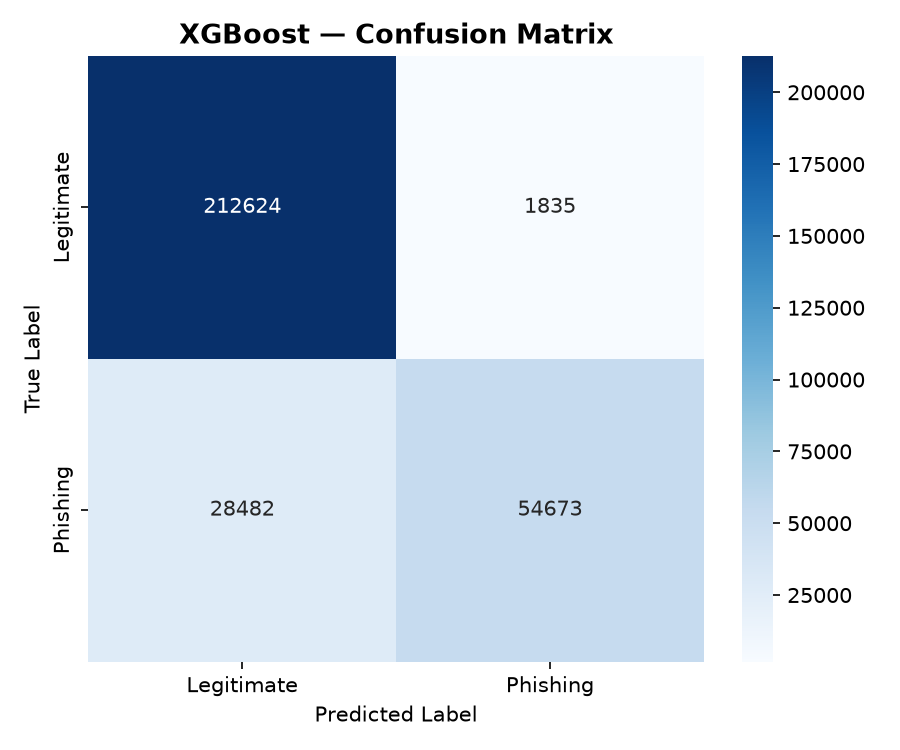 XGBoost — Confusion Matrix
True Label
Legitimate
212624
1835
Phishing
28482
54673
Legitimate
Phishing
Predicted Label
200000
175000
150000
125000
100000
75000
50000
25000